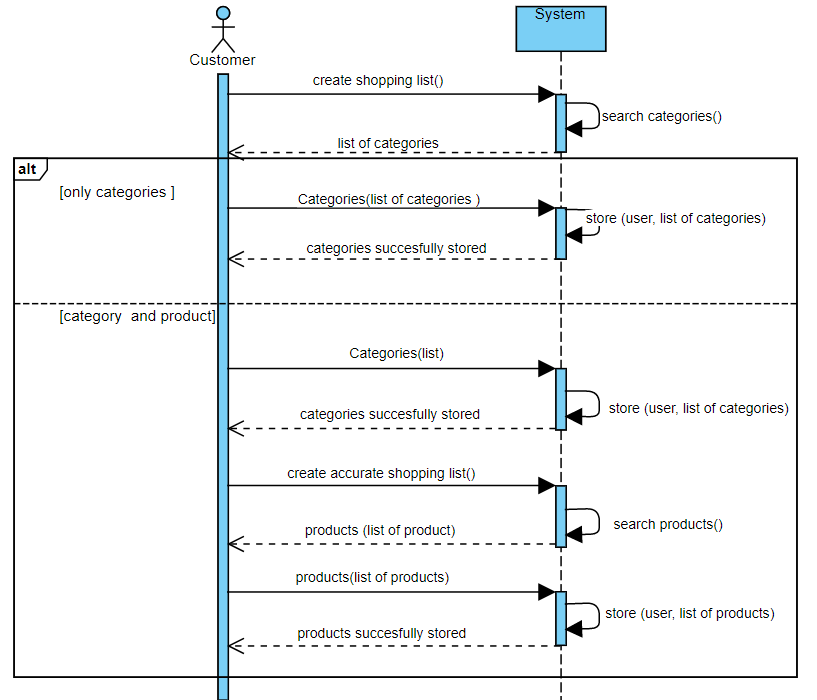 System
Customer
create shopping list()
search categories()
list of categories
alt
[only categories ]
Categories(list of categories )
store (user, list of categories)
categories succesfully stored
[category  and product]
Categories(list)
store (user, list of categories)
categories succesfully stored
create accurate shopping list()
search products()
products (list of product)
products(list of products)
store (user, list of products)
products succesfully stored